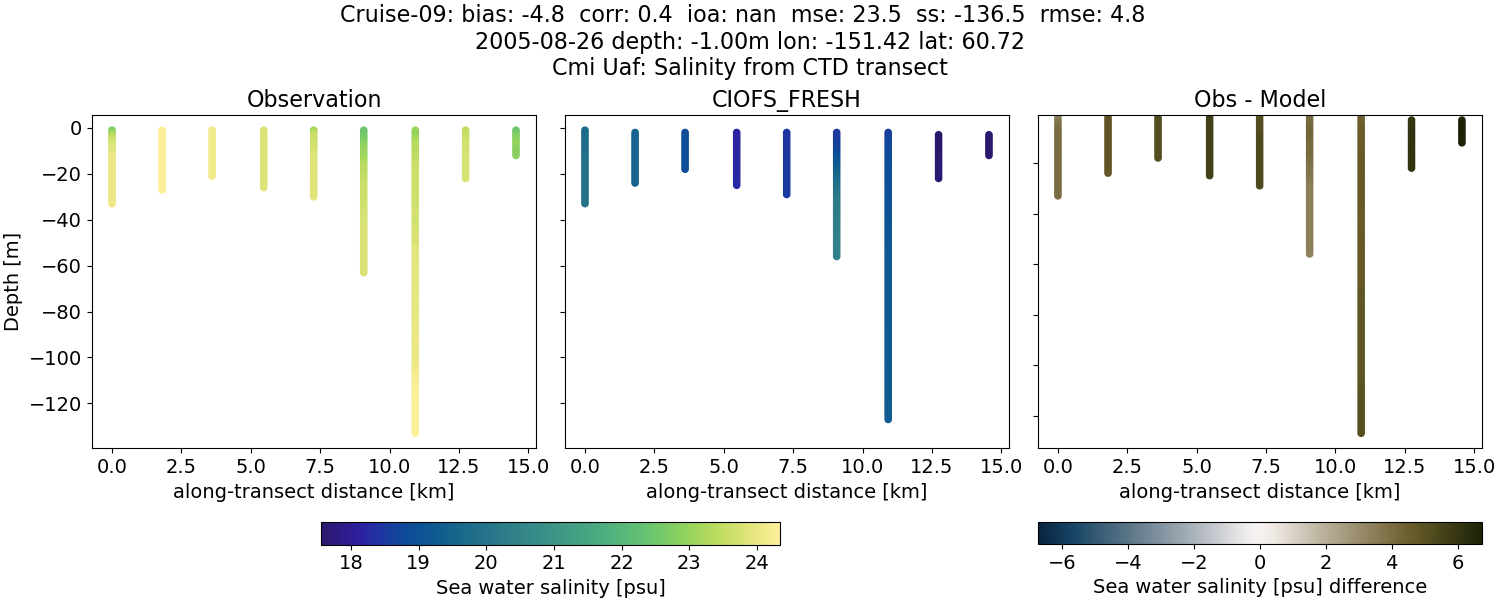 Cruise-09: bias: -4.8  corr: 0.4  ioa: nan  mse: 23.5  ss: -136.5  rmse: 4.8
2005-08-26 depth: -1.00m lon: -151.42 lat: 60.72
Cmi Uaf: Salinity from CTD transect
Observation
CIOFS_FRESH
Obs - Model
Depth [m]
0
−20
−40
−60
−80
−100
−120
0.0 2.5 5.0 7.5 10.0 12.5 15.0
0.0 2.5 5.0 7.5 10.0 12.5 15.0
0.0 2.5 5.0 7.5 10.0 12.5 15.0
along-transect distance [km]
along-transect distance [km]
along-transect distance [km]
18 19 20 21 22 23 24
Sea water salinity [psu]
−6 −4 −2 0 2 4 6
Sea water salinity [psu] difference